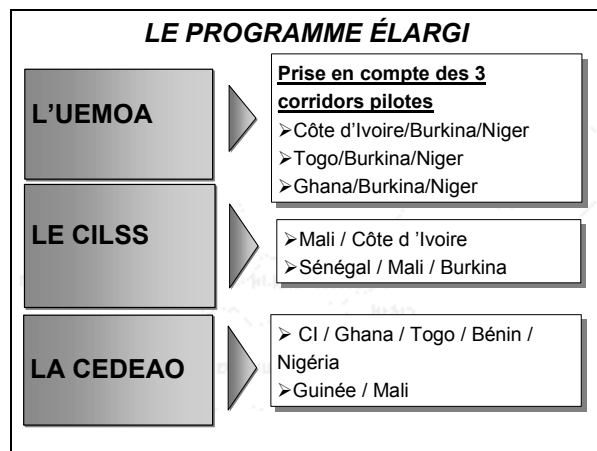 LE PROGRAMME ÉLARGI
L’UEMOA
Prise en compte des 3
corridors pilotes
➢Côte d’Ivoire/Burkina/Niger
➢Togo/Burkina/Niger
➢Ghana/Burkina/Niger
LE CILSS
➢Mali / Côte d ’Ivoire
➢Sénégal / Mali / Burkina
LA CEDEAO
➢ CI / Ghana / Togo / Bénin /
Nigéria
➢Guinée / Mali